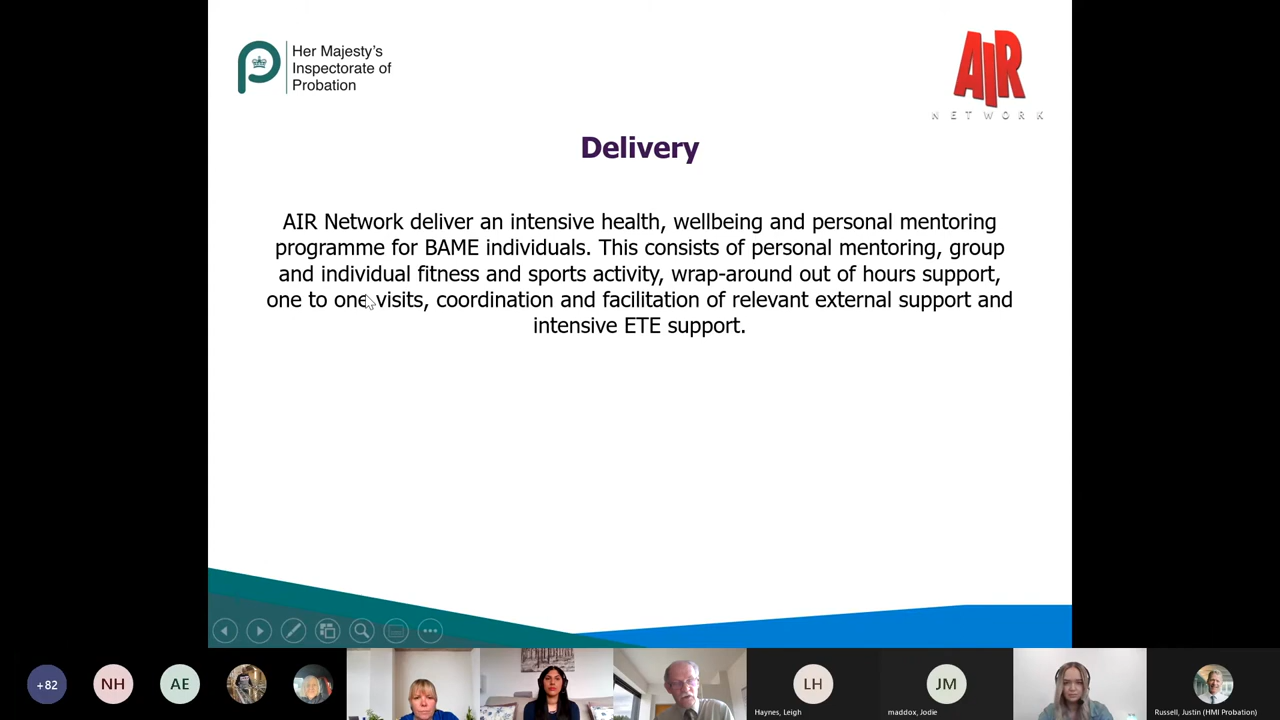 Her Majesty's
Inspectorate of
Probation
AIR
NETWORK
Delivery
AIR Network deliver an intensive health, wellbeing and personal mentoring
programme for BAME individuals. This consists of personal mentoring, group
and individual fitness and sports activity, wrap-around out of hours support,
one to one visits, coordination and facilitation of relevant external support and
intensive ETE support.
+82
NH
AE
LH
Haynes, Leigh
JM
maddox, Jodie
Russell, Justin (HMI Probation)